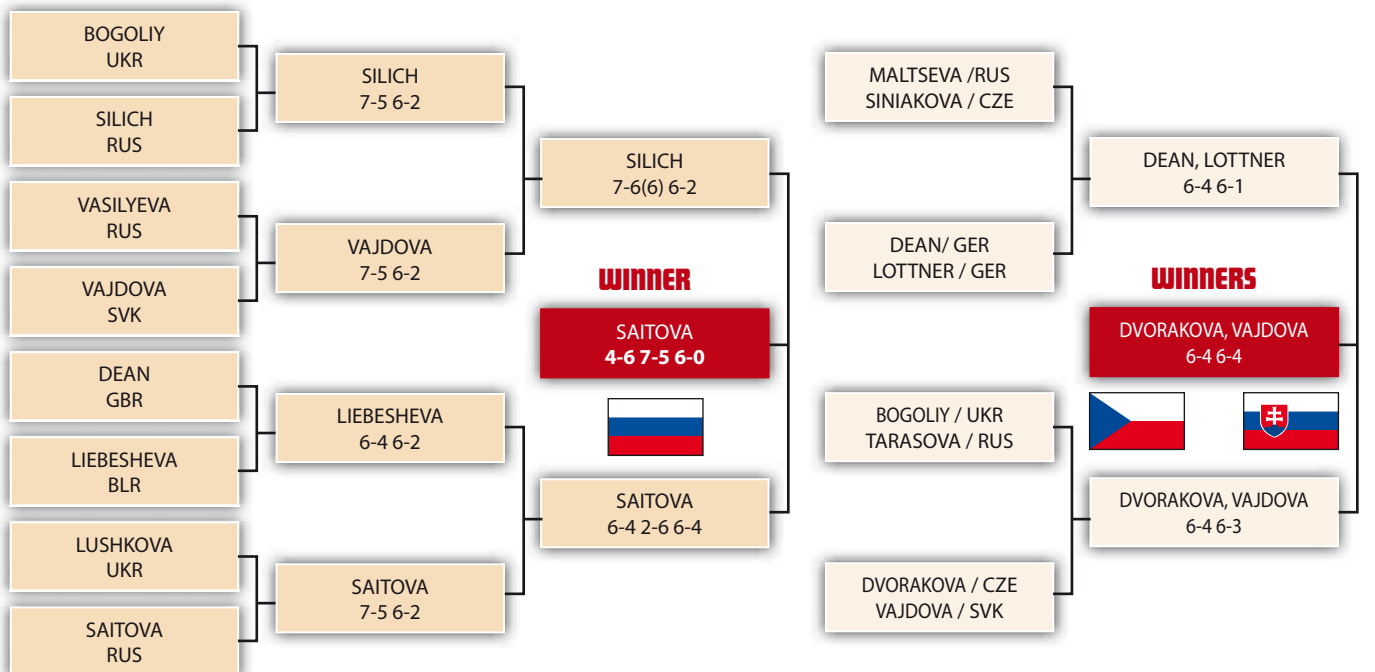 BOGOLIY
UKR
SILICH
RUS
VASILYEVA
RUS
VAJDOVA
SVK
DEAN
GBR
LIEBESHEVA
BLR
LUSHKOVA
UKR
SAITOVA
RUS
SILICH
7-5 6-2
VAJDOVA
7-5 6-2
LIEBESHEVA
6-4 6-2
SAITOVA
7-5 6-2
SILICH
7-6(6) 6-2
WINNER
SAITOVA
4-6 7-5 6-0
SAITOVA
6-4 2-6 6-4
MALTSEVA /RUS
SINIAKOVA / CZE
DEAN/ GER
LOTTNER / GER
BOGOLIY / UKR
TARASOVA / RUS
DVORAKOVA / CZE
VAJDOVA / SVK
DEAN, LOTTNER
6-4 6-1
WINNERS
DVORAKOVA, VAJDOVA
6-4 6-4
DVORAKOVA, VAJDOVA
6-4 6-3